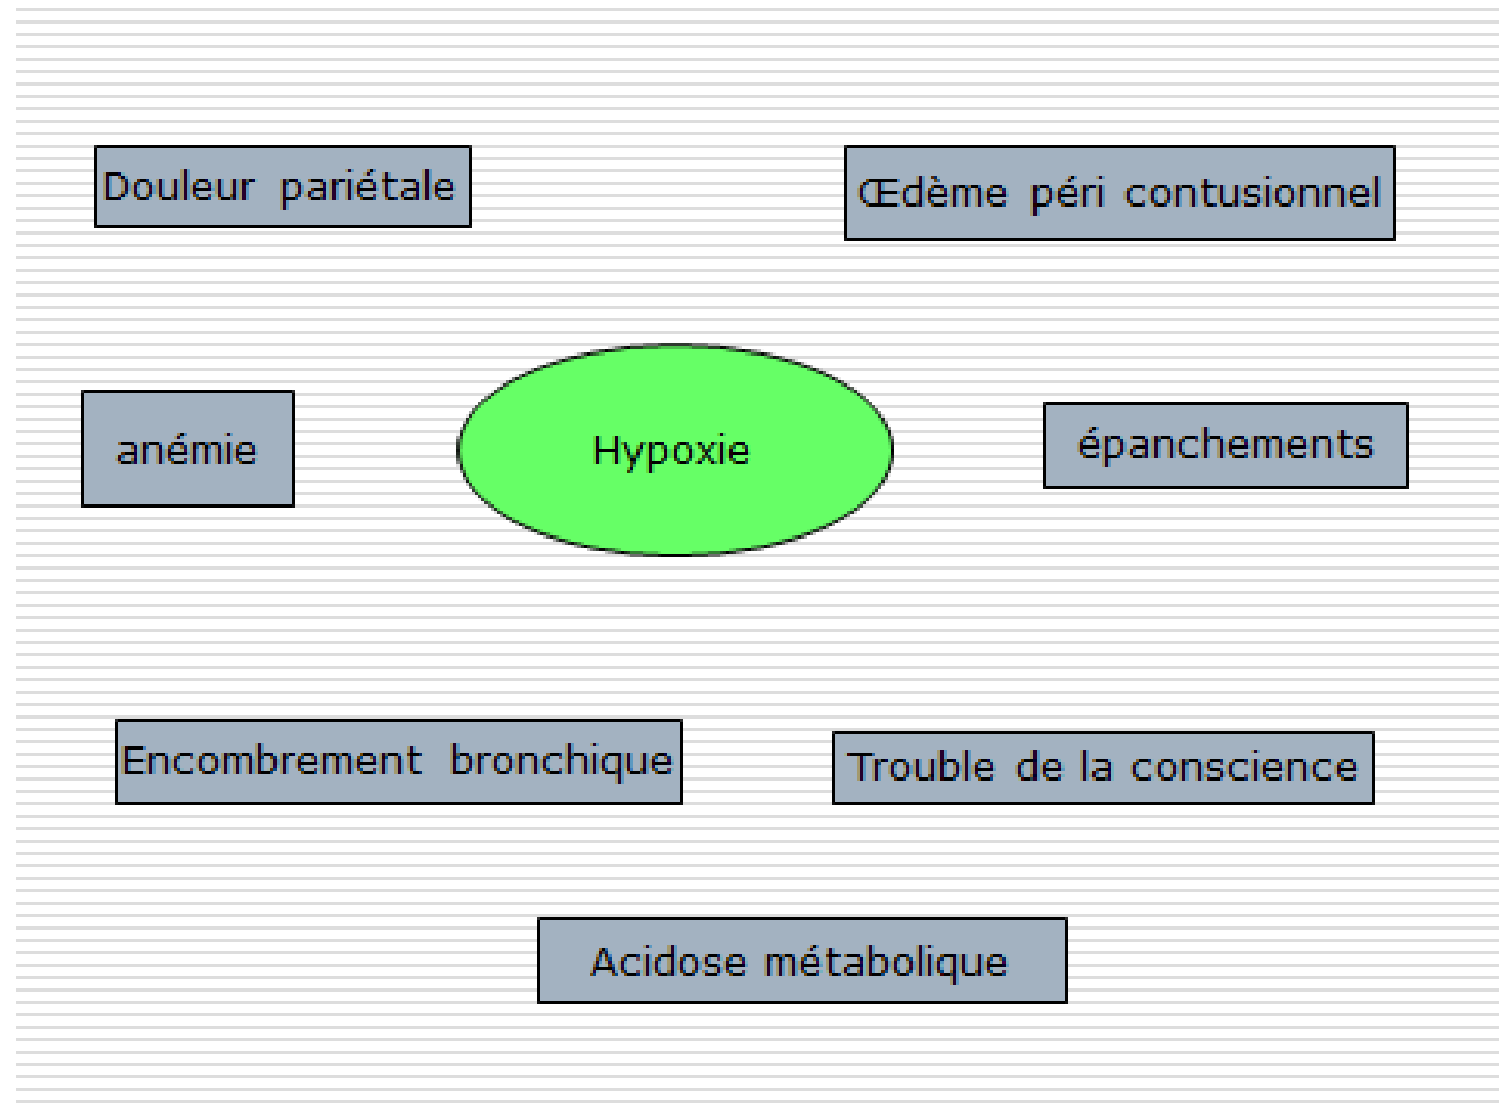 Douleur pariétale
Œdème péri contusionnel
anémie
Hypoxie
épanchements
Encombrement bronchique
Trouble de la conscience
Acidose métabolique